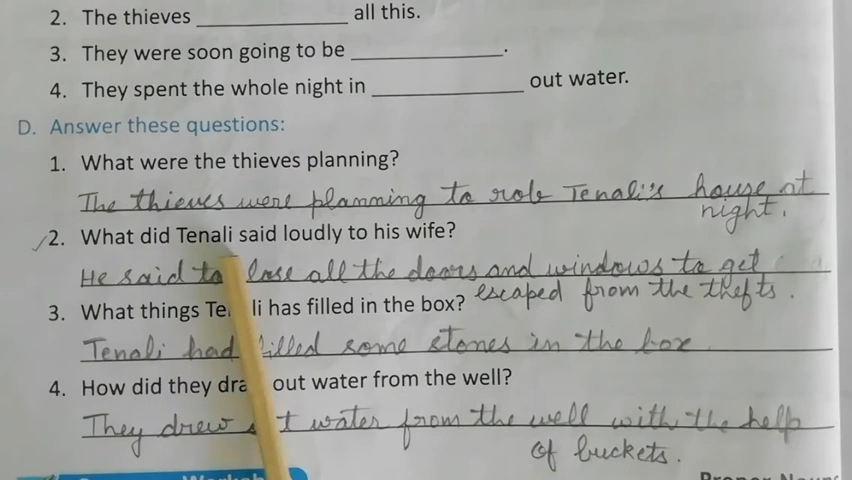 2. The thieves ______________ all this.
3. They were soon going to be ______________.
4. They spent the whole night in ______________ out water.
D. Answer these questions:
1. What were the thieves planning?
The thieves were planning to rob Tenali's house at
night.
2. What did Tenali said loudly to his wife?
He said to lose all the doors and windows to get
escaped from the thefts.
3. What things Te li has filled in the box?
Tenali had filled some stones in the box
4. How did they dra out water from the well?
They drew t water from the well with the help
of buckets.